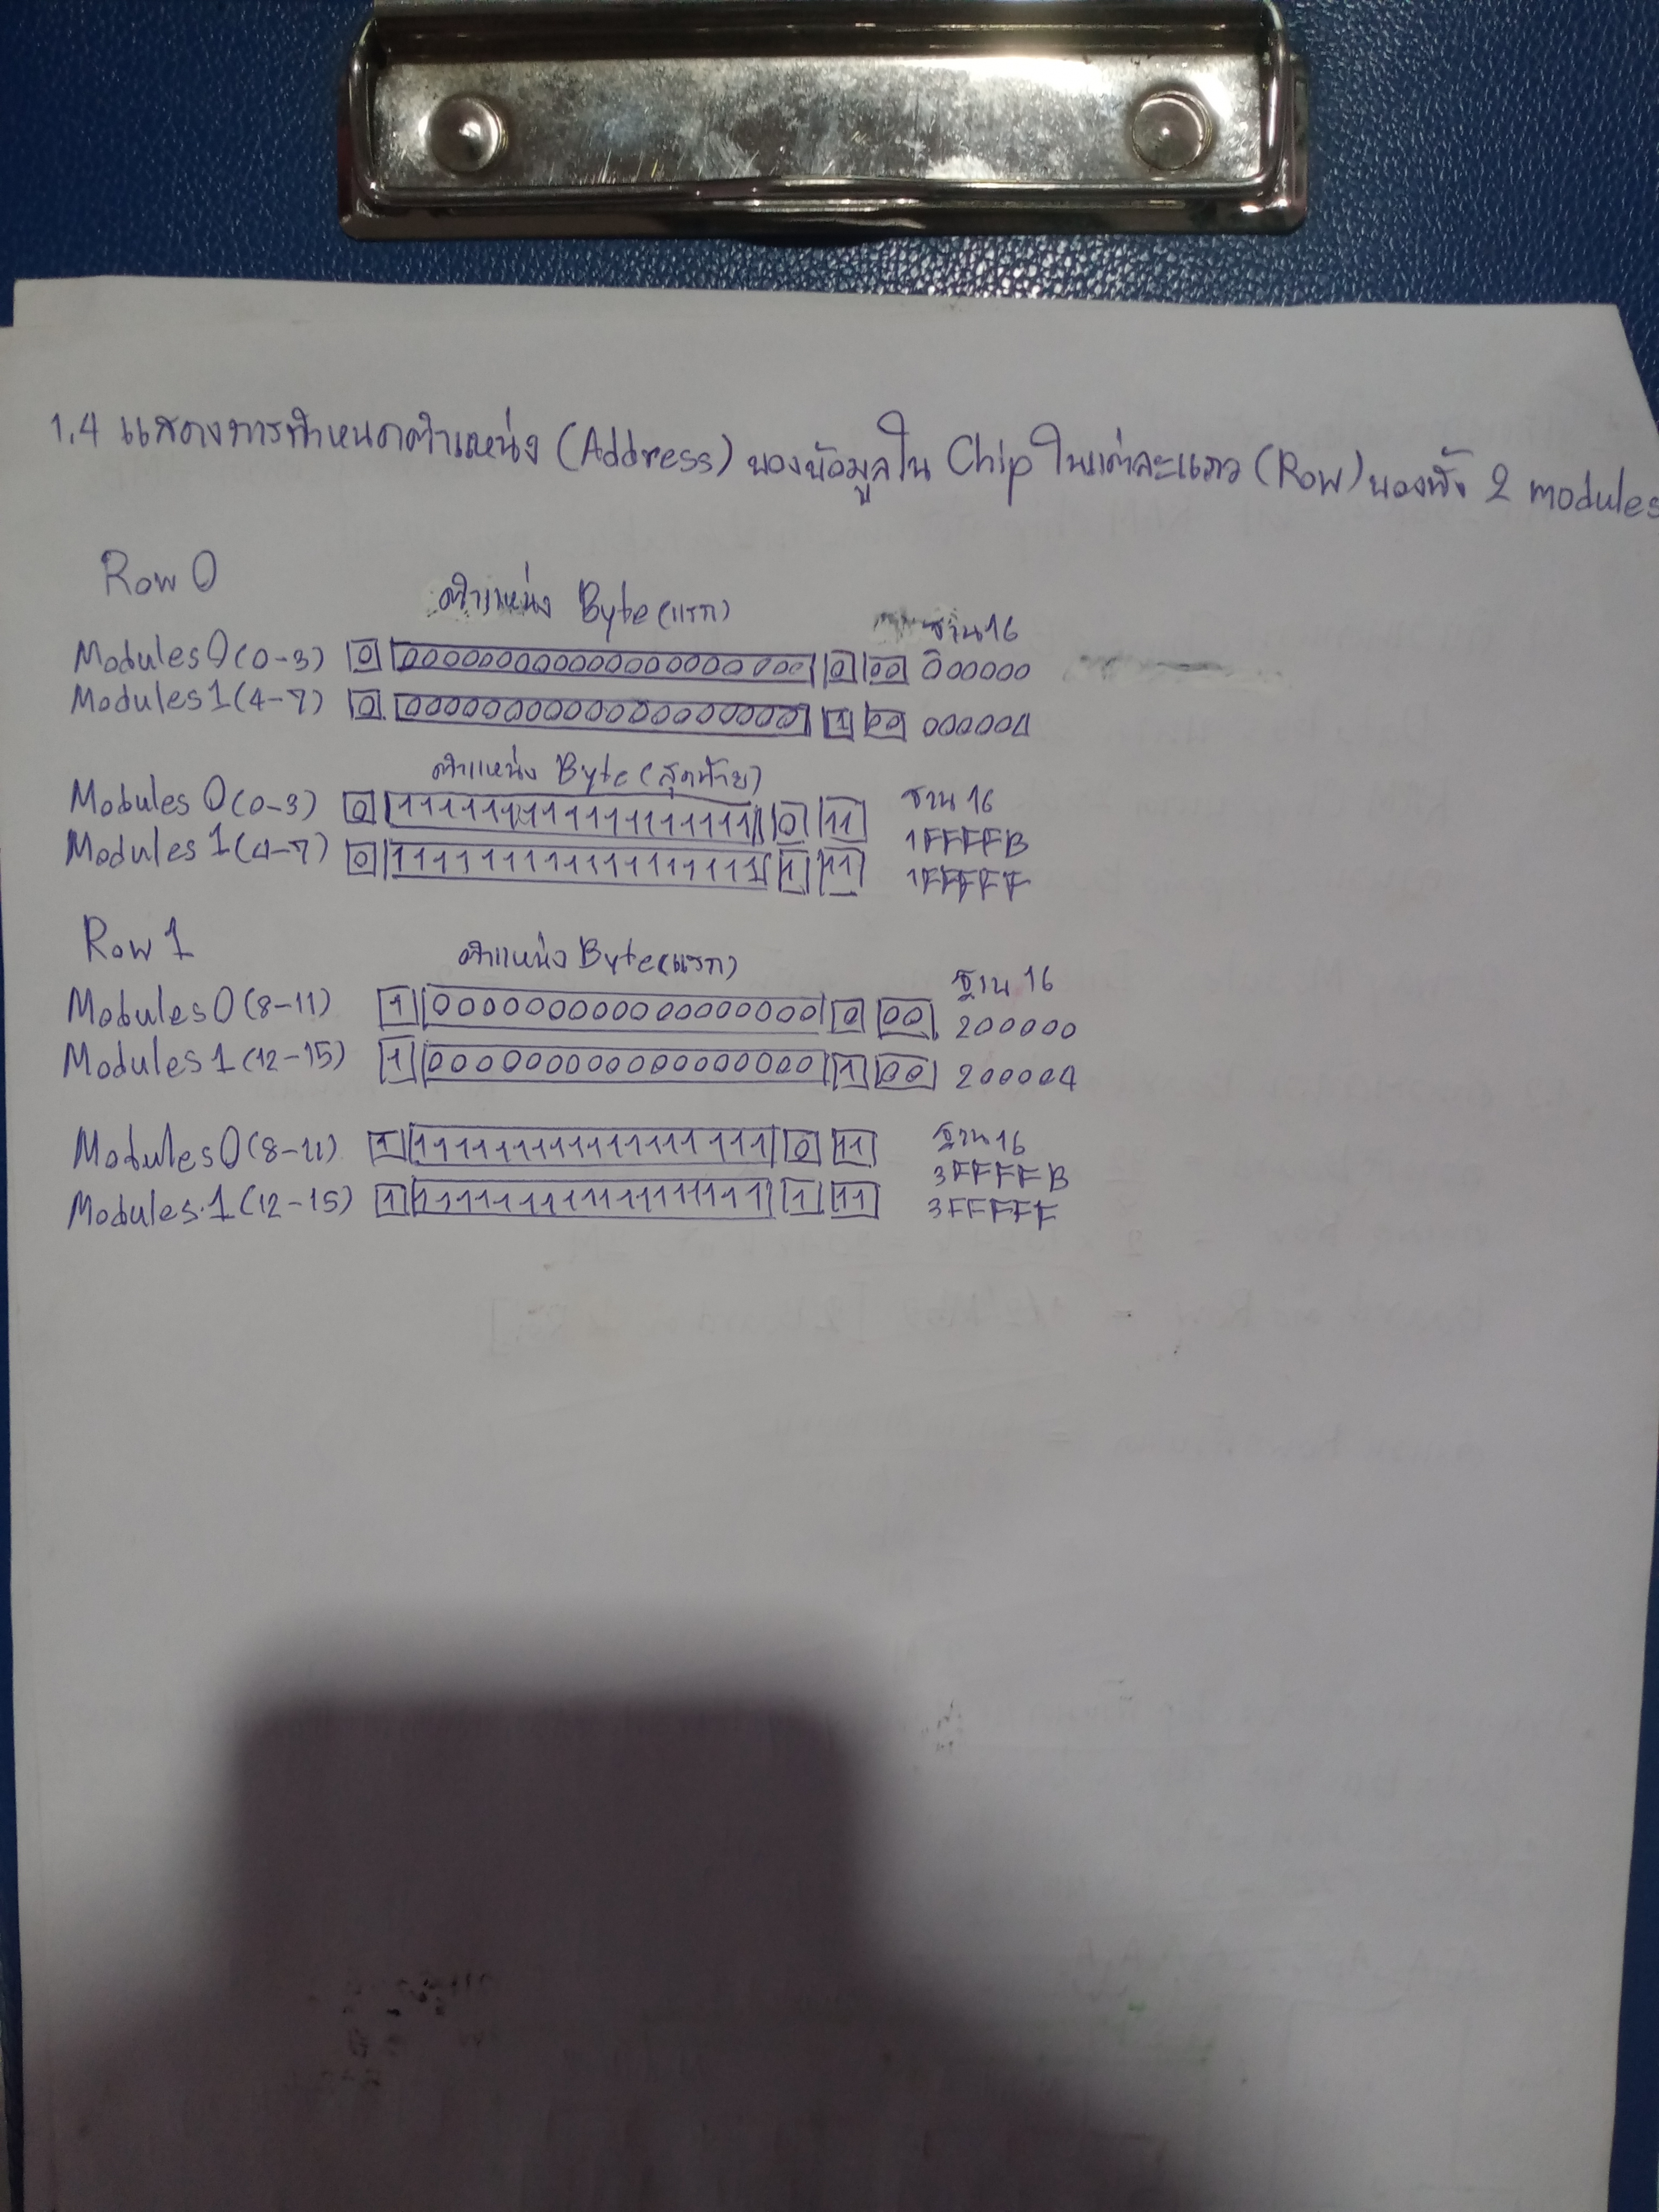 1.4 แสดงการกำหนดตำแหน่ง (Address) ของข้อมูลใน Chip ในแต่ละแถว (Row) ของทั้ง 2 modules
Row 0
ตำแหน่ง Byte (แรก) ฐาน 16
Modules 0 (0-3) 0 000000000000000000 0 00 000000
Modules 1 (4-7) 0 000000000000000000 1 00 000004
ตำแหน่ง Byte (สุดท้าย) ฐาน 16
Modules 0 (0-3) 0 111111111111111111 0 11 1FFFFB
Modules 1 (4-7) 0 111111111111111111 1 11 1FFFFF
Row 1
ตำแหน่ง Byte (แรก) ฐาน 16
Modules 0 (8-11) 1 000000000000000000 0 00 200000
Modules 1 (12-15) 1 000000000000000000 1 00 200004
ฐาน 16
Modules 0 (8-11) 1 111111111111111111 0 11 3FFFFB
Modules 1 (12-15) 1 111111111111111111 1 11 3FFFFF